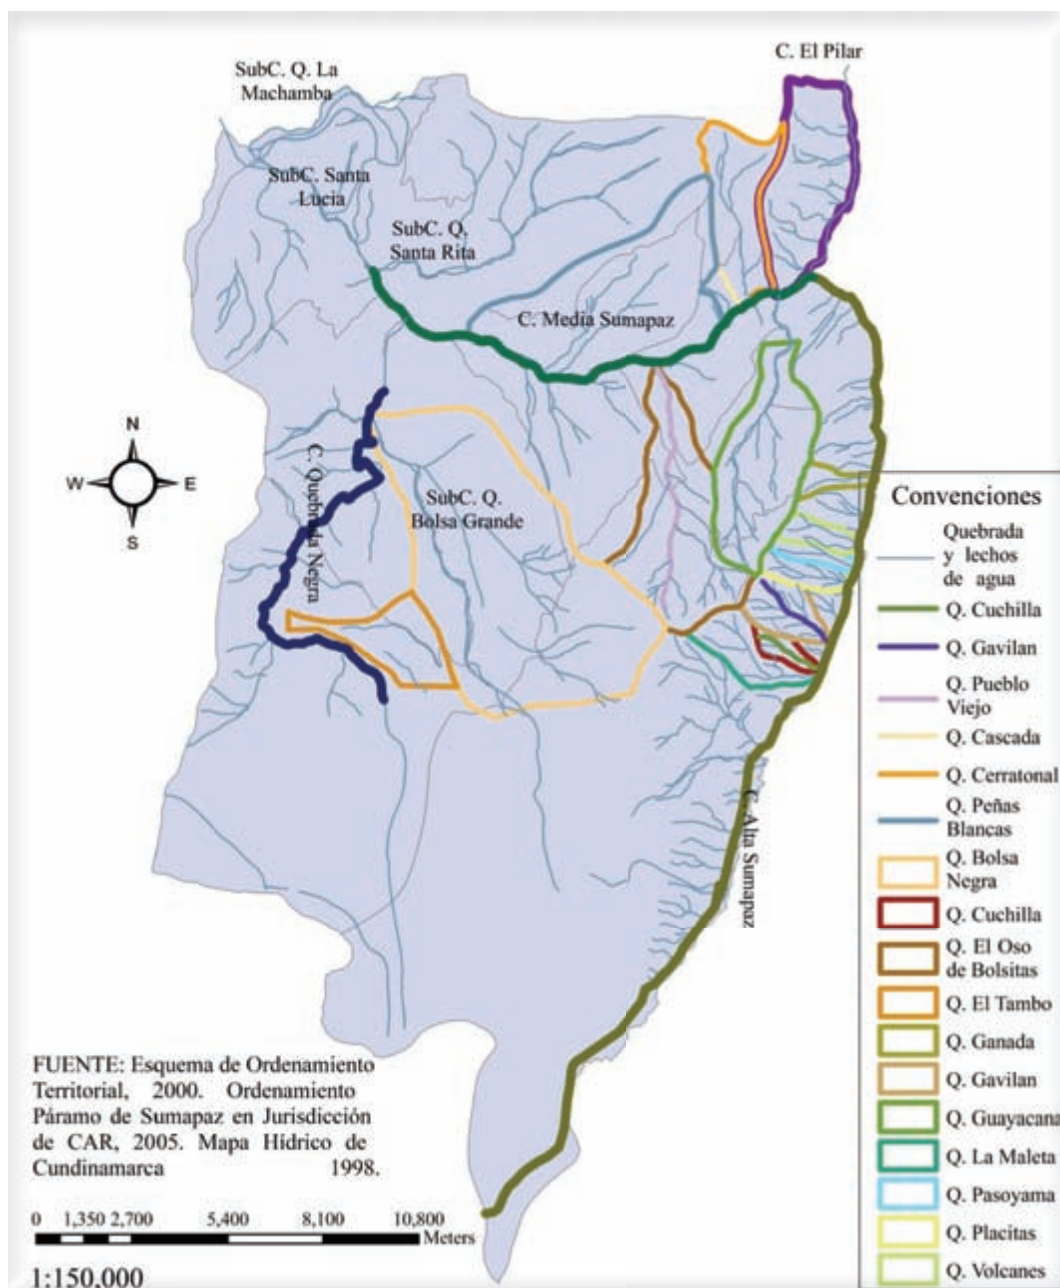 C. El Pilar
SubC. Q. La
Machamba
SubC. Santa
Lucia
SubC. Q.
Santa Rita
C. Media Sumapaz
N
W
E
S
C. Quebrada Negra
SubC. Q.
Bolsa Grande
C. Alta Sumapaz
Convenciones
Quebrada
y lechos
de agua
Q. Cuchilla
Q. Gavilan
Q. Pueblo
Viejo
Q. Cascada
Q. Cerratonal
Q. Peñas
Blancas
Q. Bolsa
Negra
Q. Cuchilla
Q. El Oso
de Bolsitas
Q. El Tambo
Q. Ganada
Q. Gavilan
Q. Guayacana
Q. La Maleta
Q. Pasoyama
Q. Placitas
Q. Volcanes
FUENTE: Esquema de Ordenamiento
Territorial, 2000. Ordenamiento
Páramo de Sumapaz en Jurisdicción
de CAR, 2005. Mapa Hídrico de
Cundinamarca 1998.
0 1,350 2,700 5,400 8,100 10,800
Meters
1:150,000